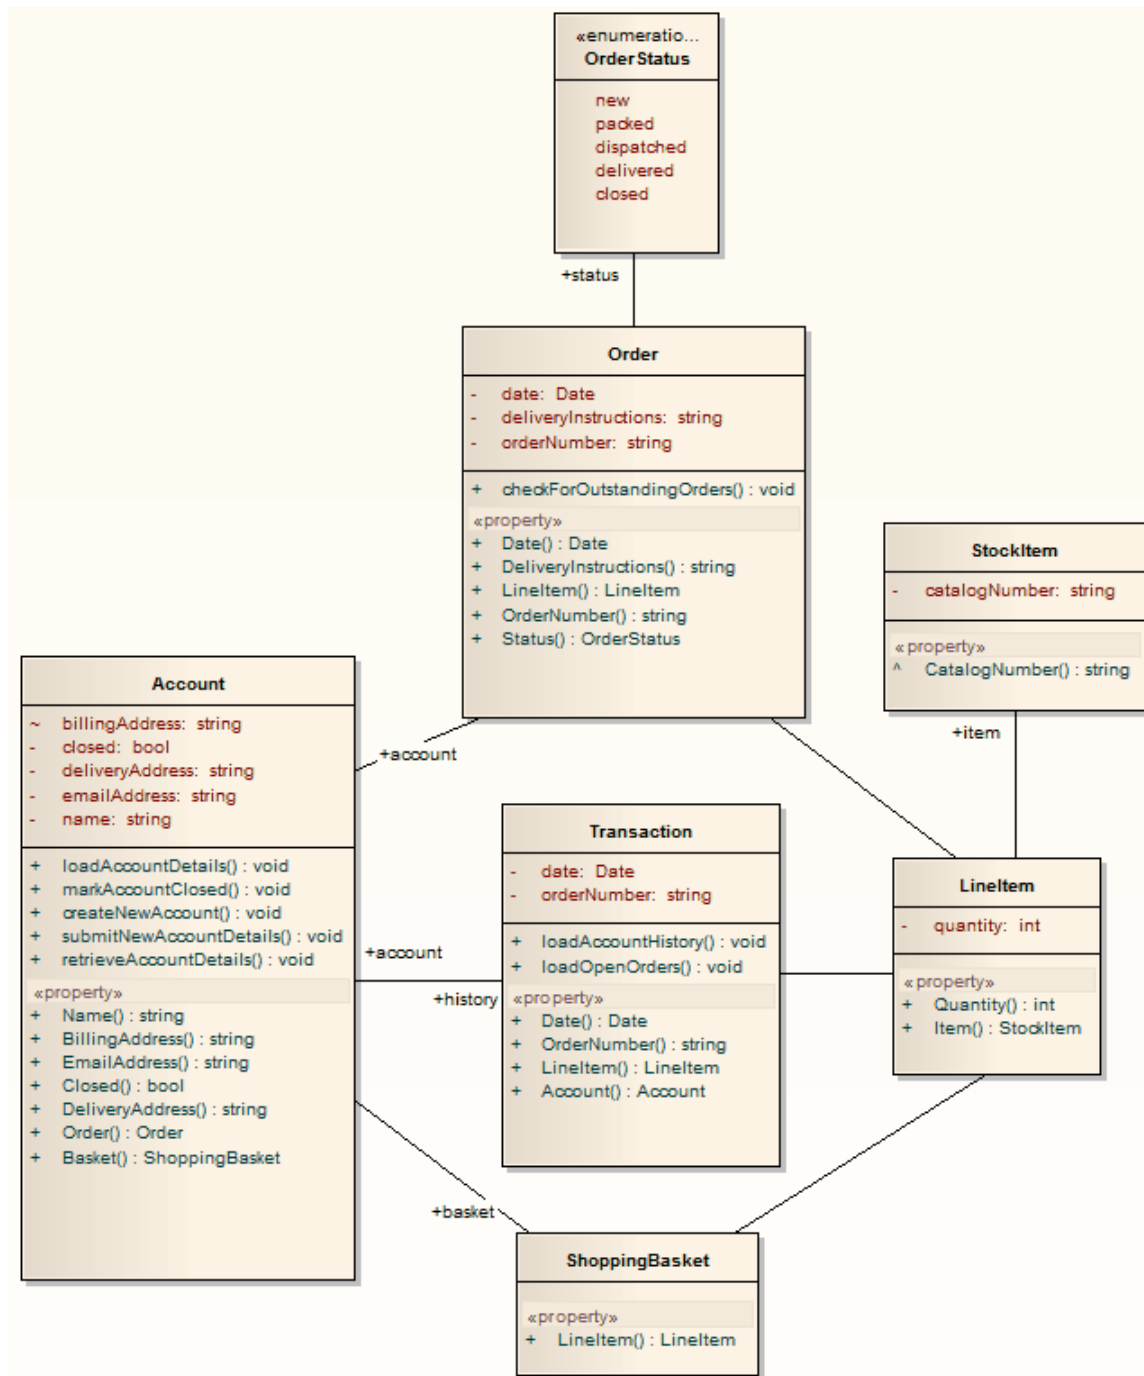 «enumeratio...
OrderStatus
new
packed
dispatched
delivered
closed
+status
Order
- date: Date
- deliveryInstructions: string
- orderNumber: string
+ checkForOutstandingOrders() : void
«property»
+ Date() : Date
+ DeliveryInstructions() : string
+ LineItem() : LineItem
+ OrderNumber() : string
+ Status() : OrderStatus
StockItem
- catalogNumber: string
«property»
^ CatalogNumber() : string
+item
Account
~ billingAddress: string
- closed: bool
- deliveryAddress: string
- emailAddress: string
- name: string
+ loadAccountDetails() : void
+ markAccountClosed() : void
+ createNewAccount() : void
+ submitNewAccountDetails() : void
+ retrieveAccountDetails() : void
«property»
+ Name() : string
+ BillingAddress() : string
+ EmailAddress() : string
+ Closed() : bool
+ DeliveryAddress() : string
+ Order() : Order
+ Basket() : ShoppingBasket
+account
Transaction
- date: Date
- orderNumber: string
+ loadAccountHistory() : void
+ loadOpenOrders() : void
«property»
+ Date() : Date
+ OrderNumber() : string
+ LineItem() : LineItem
+ Account() : Account
+account
+history
LineItem
- quantity: int
«property»
+ Quantity() : int
+ Item() : StockItem
+basket
ShoppingBasket
«property»
+ LineItem() : LineItem